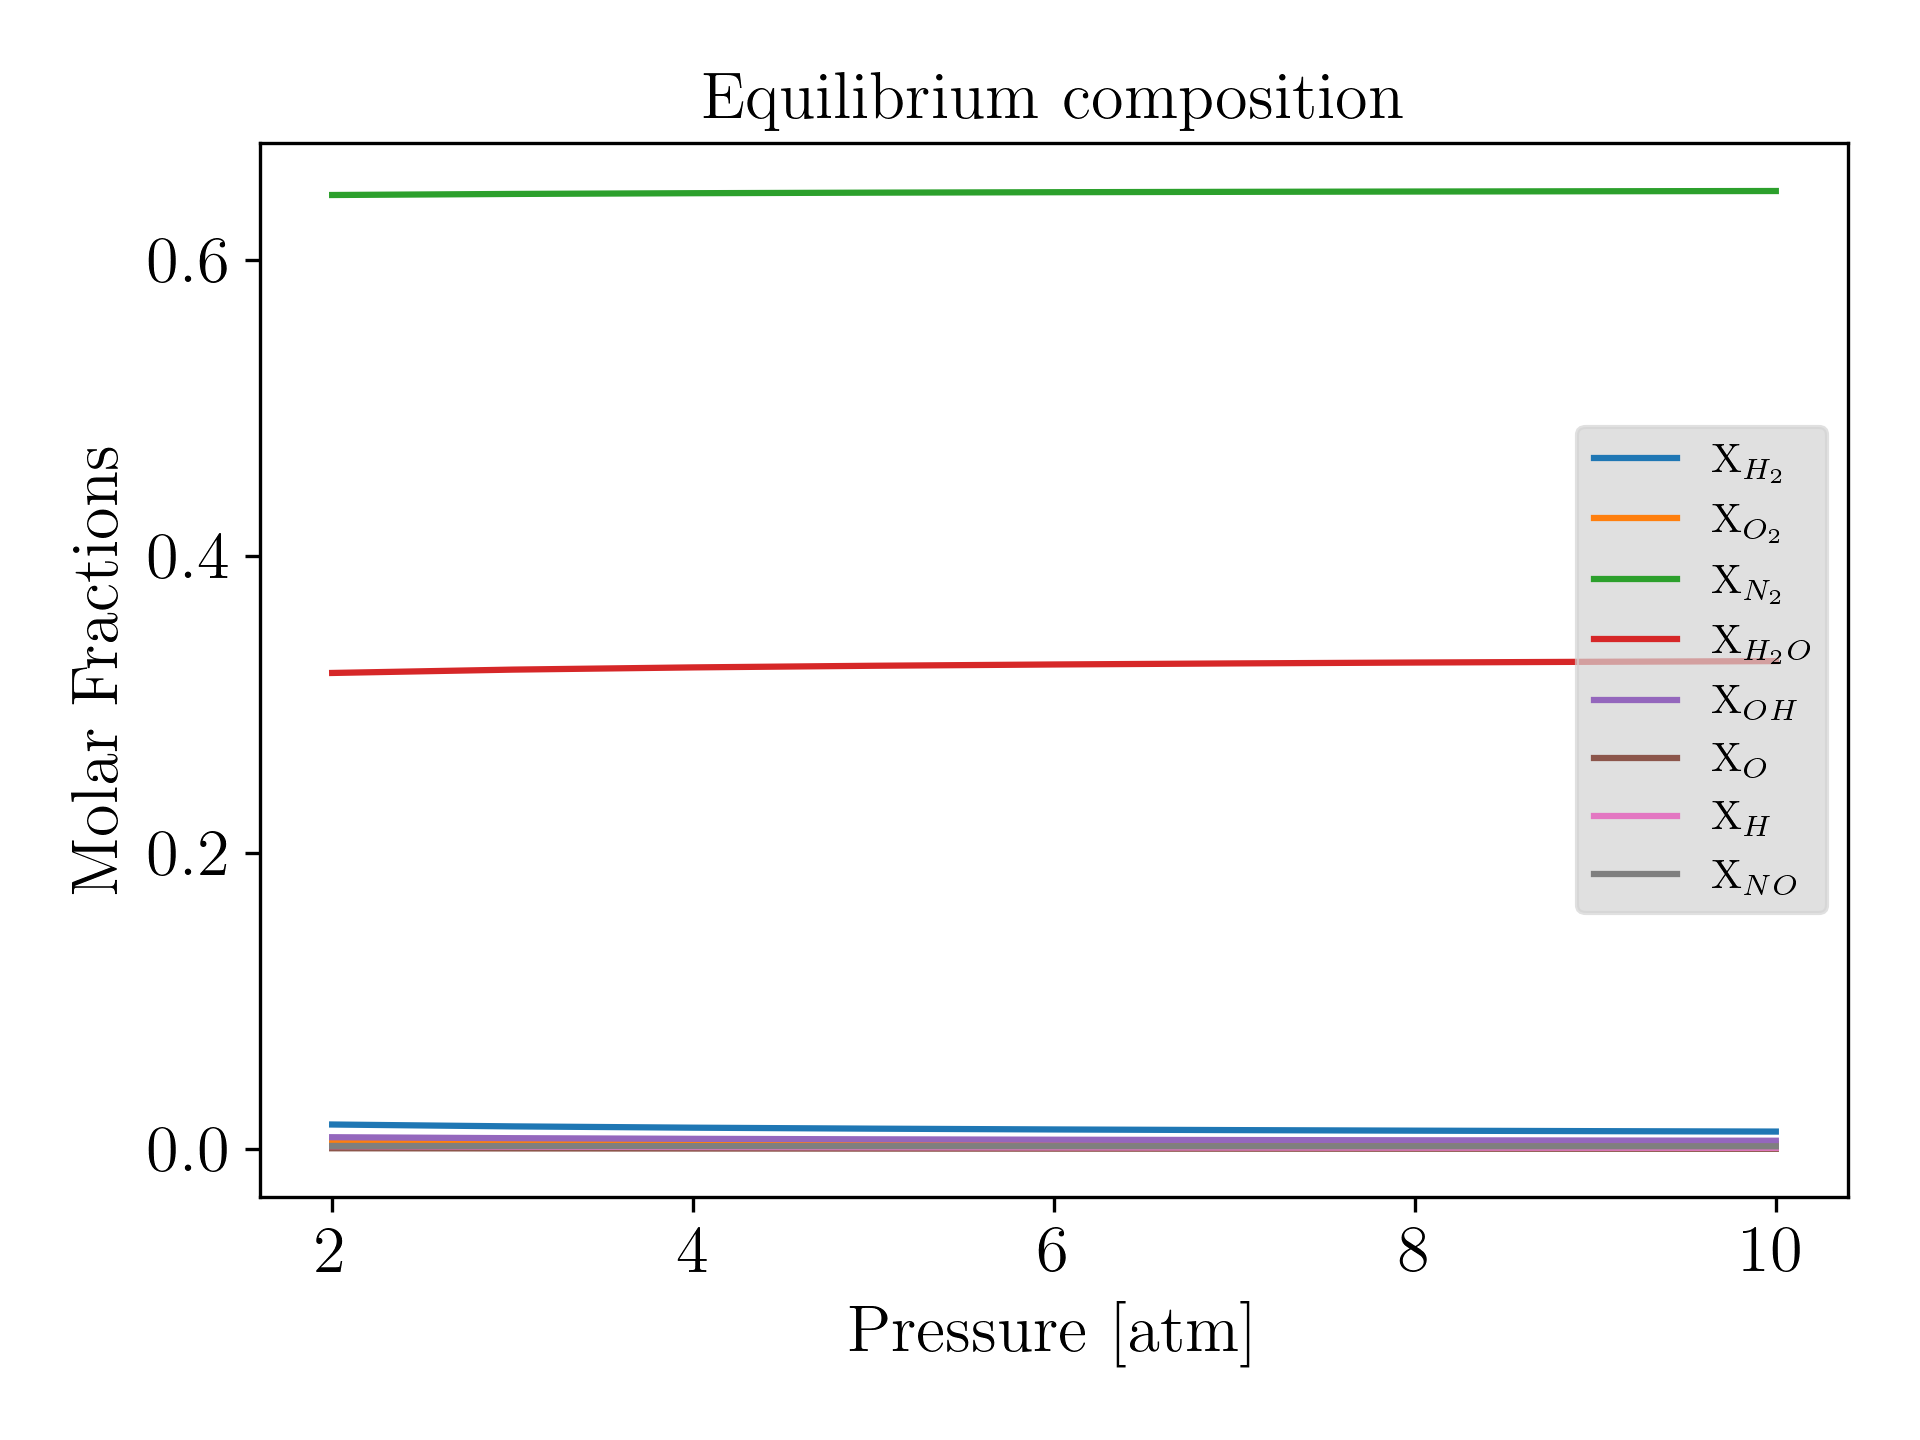 Equilibrium composition
Molar Fractions
0.6
0.4
0.2
0.0
X_{H_2}
X_{O_2}
X_{N_2}
X_{H_2O}
X_{OH}
X_{O}
X_{H}
X_{NO}
2 4 6 8 10
Pressure [atm]